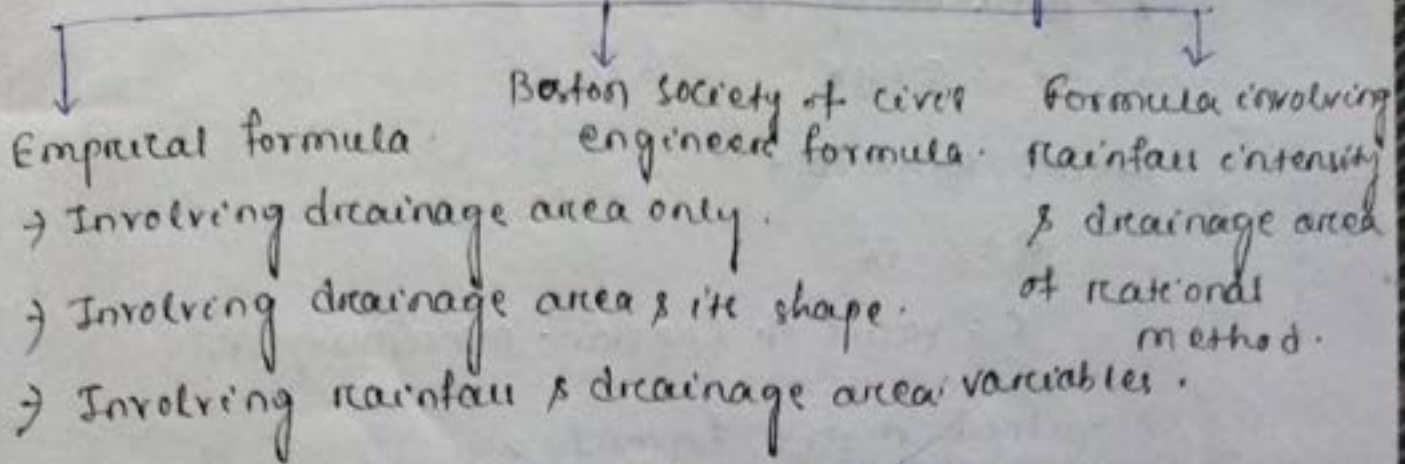 Emprical formula.
→ Involving drainage area only.
→ Involving drainage area & its shape.
→ Involving rainfall & drainage area variables.
Boston society of civil
engineers formula.
formula involving
rainfall intensity
& drainage area
of rational
method.